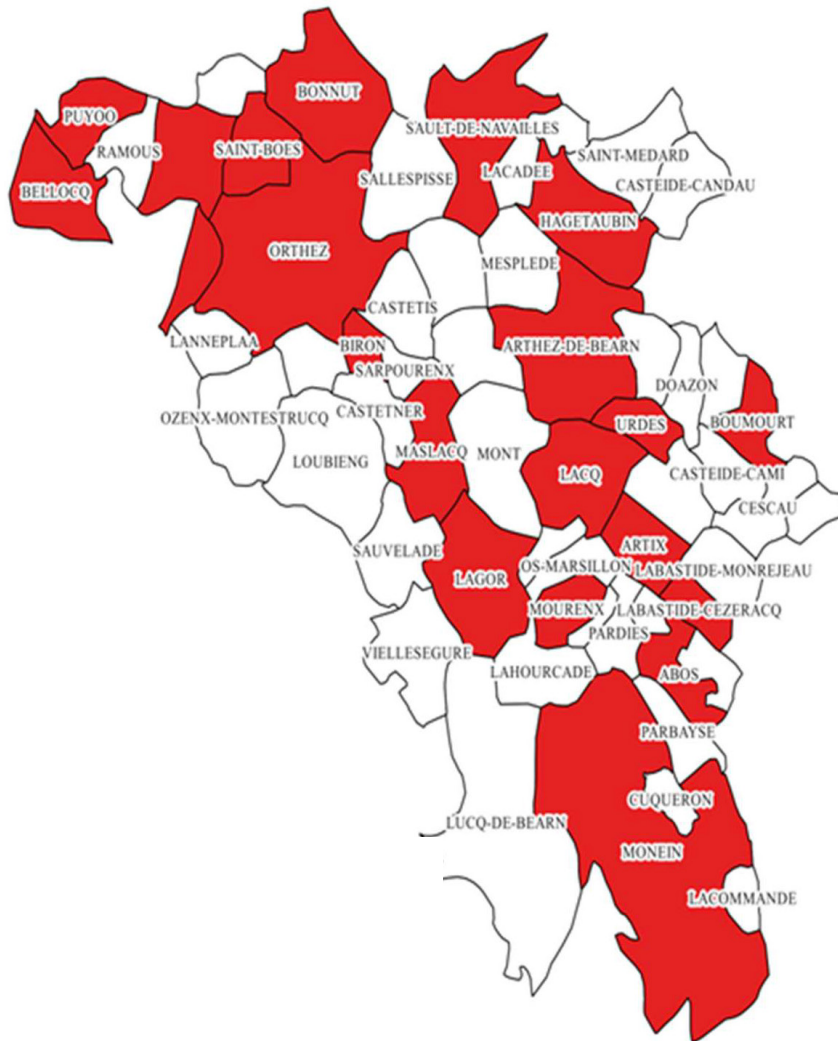 BONNUT
PUYOO
SAULT-DE-NAVAILLES
RAMOUS
SAINT-BOES
SAINT-MEDARD
LACADEE
SALLESPISSE
CASTEIDE-CANDAU
BELLOCQ
HAGETAUBIN
ORTHEZ
MESPLEDE
CASTETIS
LANNEPLAA
BIRON
ARTHEZ-DE-BEARN
SARPOURENX
DOAZON
CASTETNER
OZENX-MONTESTRUCQ
URDES
BOUMOURT
MASLACQ
MONT
LOUBIENG
LACQ
CASTEIDE-CAMI
CESCAU
ARTIX
SAUVELADE
OS-MARSILLON
LABASTIDE-MONREJEAU
LAGOR
MOURENX
LABASTIDE-CEZERACQ
PARDIES
VIELLESEGURE
LAHOURCADE
ABOS
PARBAYSE
CUQUERON
LUCQ-DE-BEARN
MONEIN
LACOMMANDE